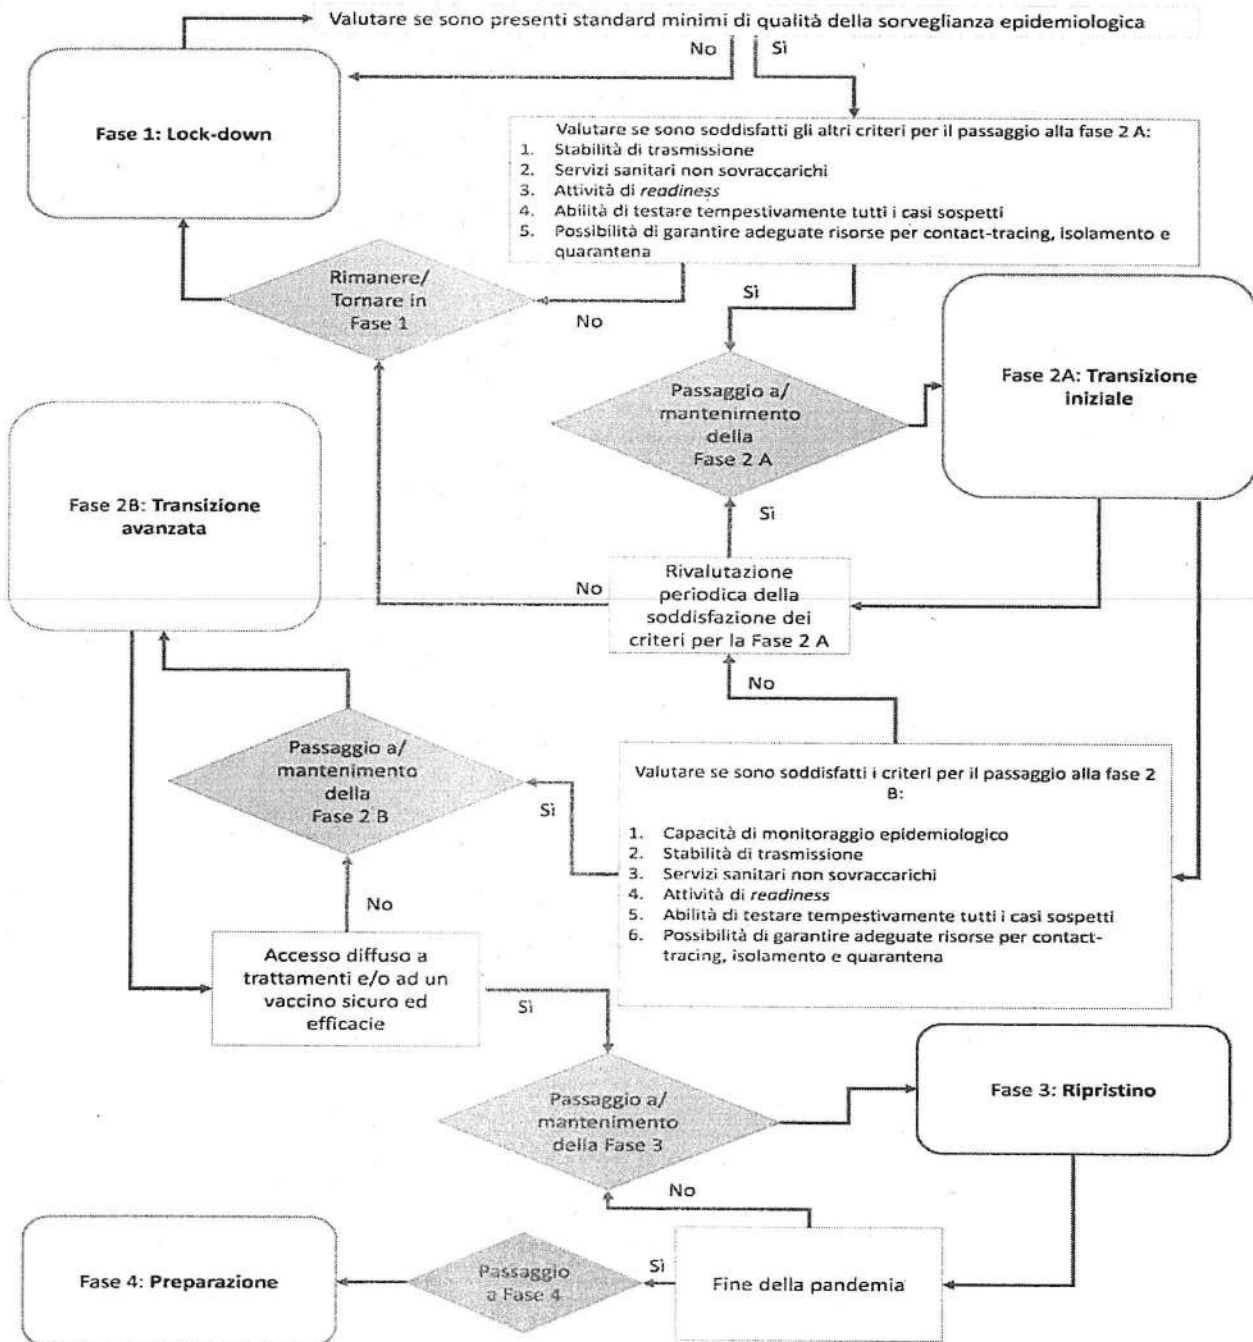 Valutare se sono presenti standard minimi di qualità della sorveglianza epidemiologica
No
Sì
Fase 1: Lock-down
Valutare se sono soddisfatti gli altri criteri per il passaggio alla fase 2 A:
1. Stabilità di trasmissione
2. Servizi sanitari non sovraccarichi
3. Attività di readiness
4. Abilità di testare tempestivamente tutti i casi sospetti
5. Possibilità di garantire adeguate risorse per contact-tracing, isolamento e
quarantena
Rimanere/
Tornare in
Fase 1
No
Sì
Passaggio a/
mantenimento
della
Fase 2 A
Fase 2A: Transizione
iniziale
Fase 2B: Transizione
avanzata
Sì
No
Rivalutazione
periodica della
soddisfazione dei
criteri per la Fase 2 A
No
Passaggio a/
mantenimento
della
Fase 2 B
Sì
Valutare se sono soddisfatti i criteri per il passaggio alla fase 2
B:
1. Capacità di monitoraggio epidemiologico
2. Stabilità di trasmissione
3. Servizi sanitari non sovraccarichi
4. Attività di readiness
5. Abilità di testare tempestivamente tutti i casi sospetti
6. Possibilità di garantire adeguate risorse per contact-
tracing, isolamento e quarantena
No
Accesso diffuso a
trattamenti e/o ad un
vaccino sicuro ed
efficacie
Sì
Passaggio a/
mantenimento
della Fase 3
Fase 3: Ripristino
No
Fase 4: Preparazione
Passaggio
a Fase 4
Sì
Fine della pandemia